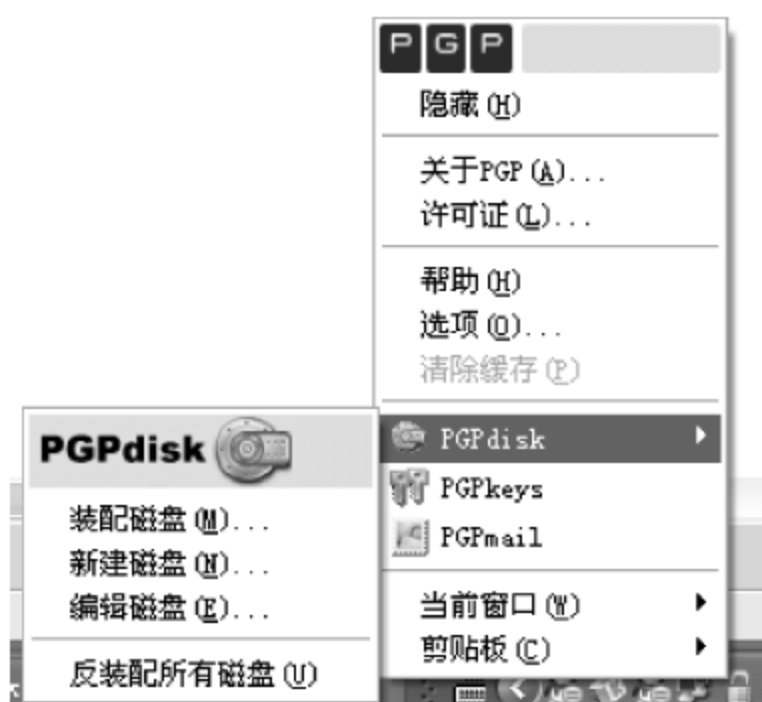 PGP
隐藏(H)
关于PGP(A)...
许可证(L)...
帮助(H)
选项(O)...
清除缓存(P)
PGPdisk
PGPkeys
PGPmail
当前窗口(W)
剪贴板(C)
PGPdisk
装配磁盘(M)...
新建磁盘(N)...
编辑磁盘(E)...
反装配所有磁盘(U)